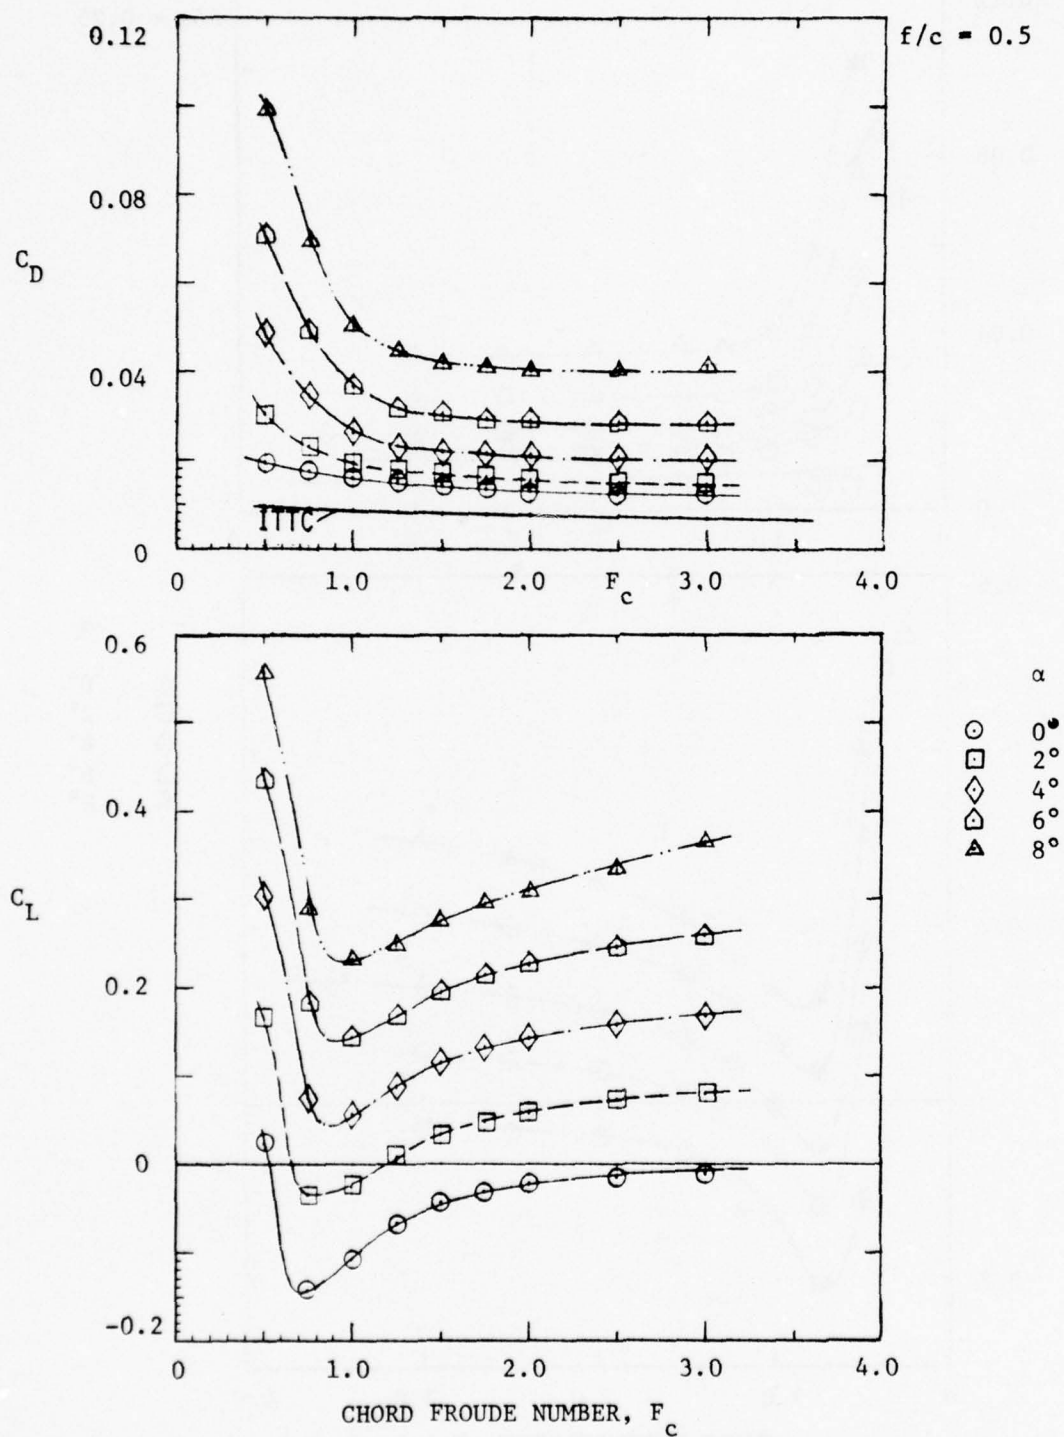 0.12
f/c = 0.5
0.08
C_D
0.04
ITTC
0
0 1.0 2.0 F_c 3.0 4.0
0.6
α
0°
2°
4°
6°
8°
0.4
C_L
0.2
0
-0.2
0 1.0 2.0 3.0 4.0
CHORD FROUDE NUMBER, F_c